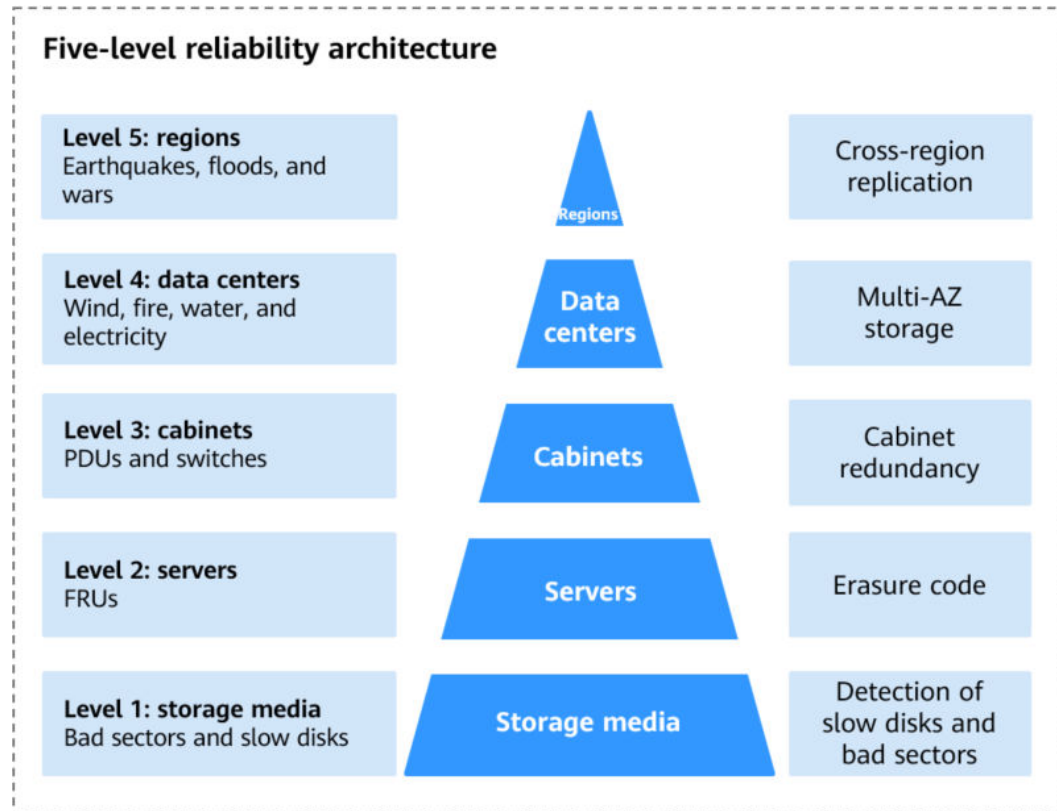 Five-level reliability architecture
Level 5: regions
Earthquakes, floods, and
wars
Regions
Cross-region
replication
Level 4: data centers
Wind, fire, water, and
electricity
Data
centers
Multi-AZ
storage
Level 3: cabinets
PDUs and switches
Cabinets
Cabinet
redundancy
Level 2: servers
FRUs
Servers
Erasure code
Level 1: storage media
Bad sectors and slow disks
Storage media
Detection of
slow disks and
bad sectors